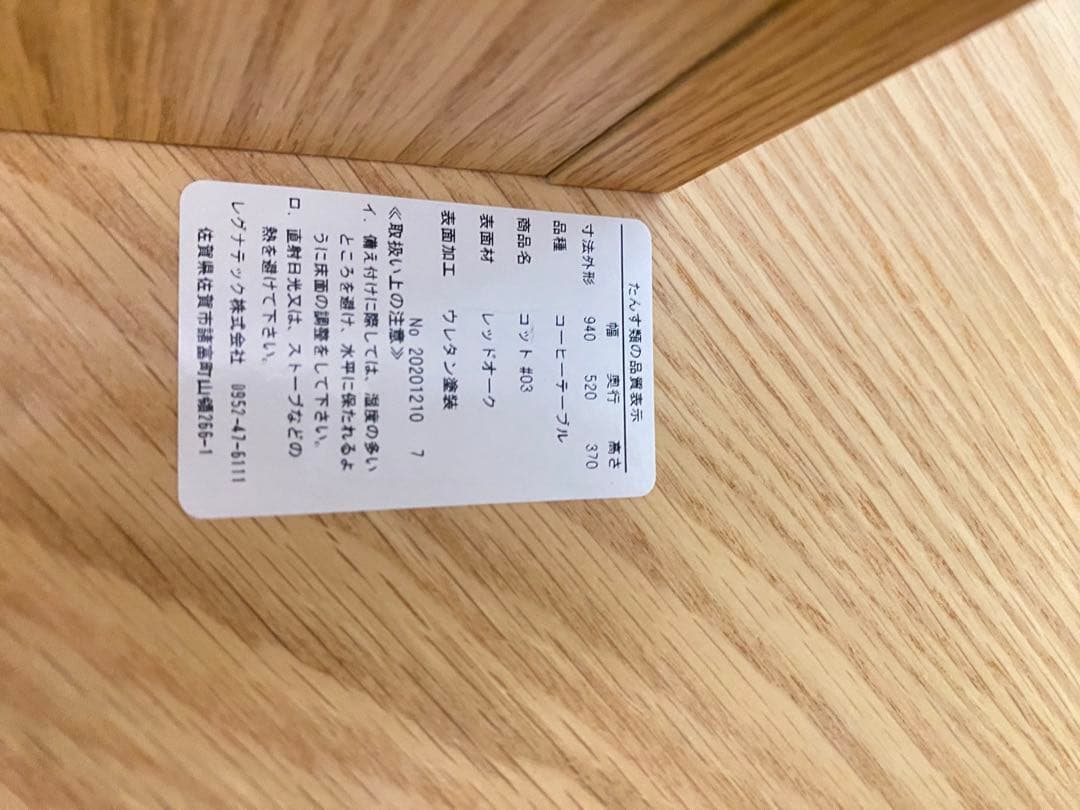 たんす類の品質表示
幅 奥行 高さ
寸法外形 940 520 370
品種 コーヒーテーブル
商品名 コット#03
表面材 レッドオーク
表面加工 ウレタン塗装
No 20201210 7
≪取扱い上の注意≫
イ．備え付けに際しては、湿度の多い
ところを避け、水平に保たれるよ
うに床面の調整をして下さい。
ロ．直射日光又は、ストーブなどの
熱を避けて下さい。
レグナテック株式会社 0952-47-6111
佐賀県佐賀市諸富町山領266-1